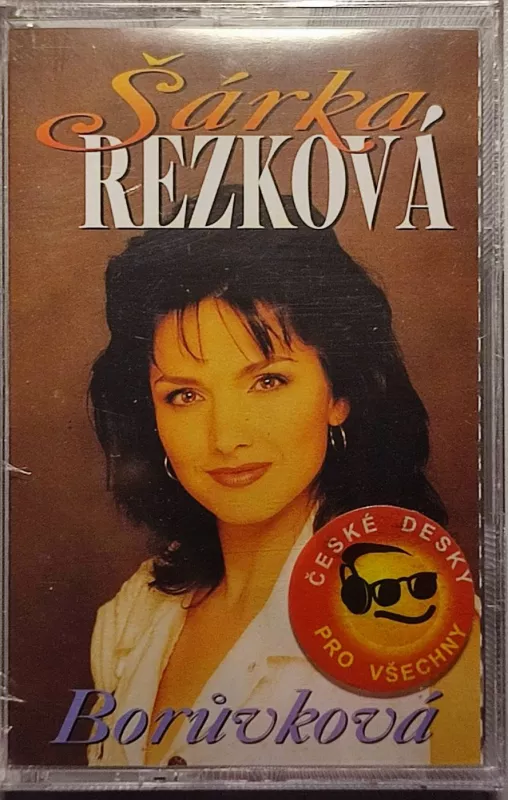 Šárka
REZKOVÁ
ČESKÉ DESKY
PRO VŠECHNY
Borůvková